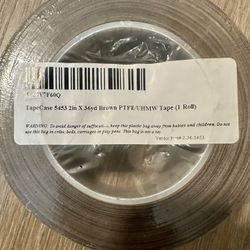 TapeCase 5453 2in X 36yd Brown PTFE/UHMW Tape (1 Roll)
WARNING: To avoid danger of suffocation, keep this plastic bag away from babies and children. Do not
use this bag in cribs, beds, carriages or play pens. This bag is not a toy.